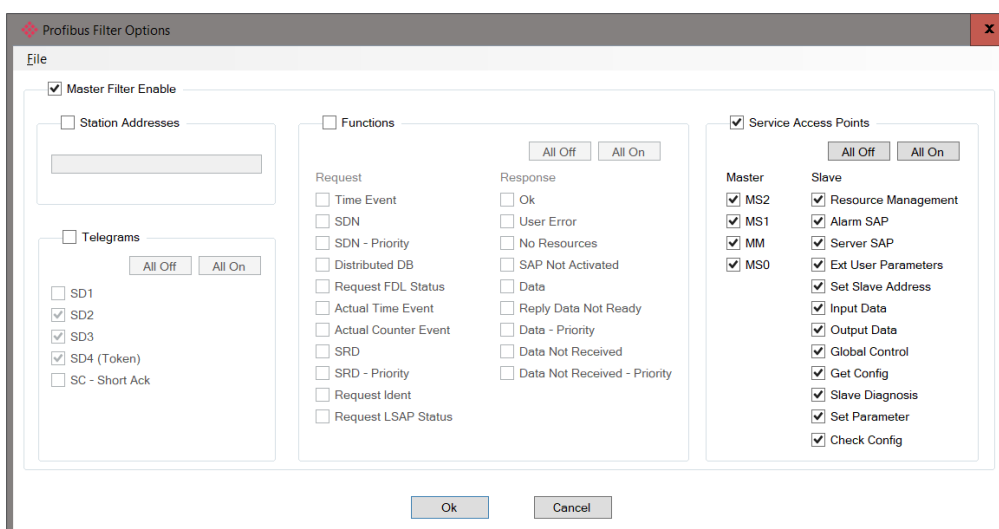 Profibus Filter Options
x
File
Master Filter Enable
Station Addresses
Telegrams
All Off All On
SD1
SD2
SD3
SD4 (Token)
SC - Short Ack
Functions
All Off All On
Request Response
Time Event Ok
SDN User Error
SDN - Priority No Resources
Distributed DB SAP Not Activated
Request FDL Status Data
Actual Time Event Reply Data Not Ready
Actual Counter Event Data - Priority
SRD Data Not Received
SRD - Priority Data Not Received - Priority
Request Ident
Request LSAP Status
Service Access Points
All Off All On
Master Slave
MS2 Resource Management
MS1 Alarm SAP
MM Server SAP
MS0 Ext User Parameters
Set Slave Address
Input Data
Output Data
Global Control
Get Config
Slave Diagnosis
Set Parameter
Check Config
Ok Cancel